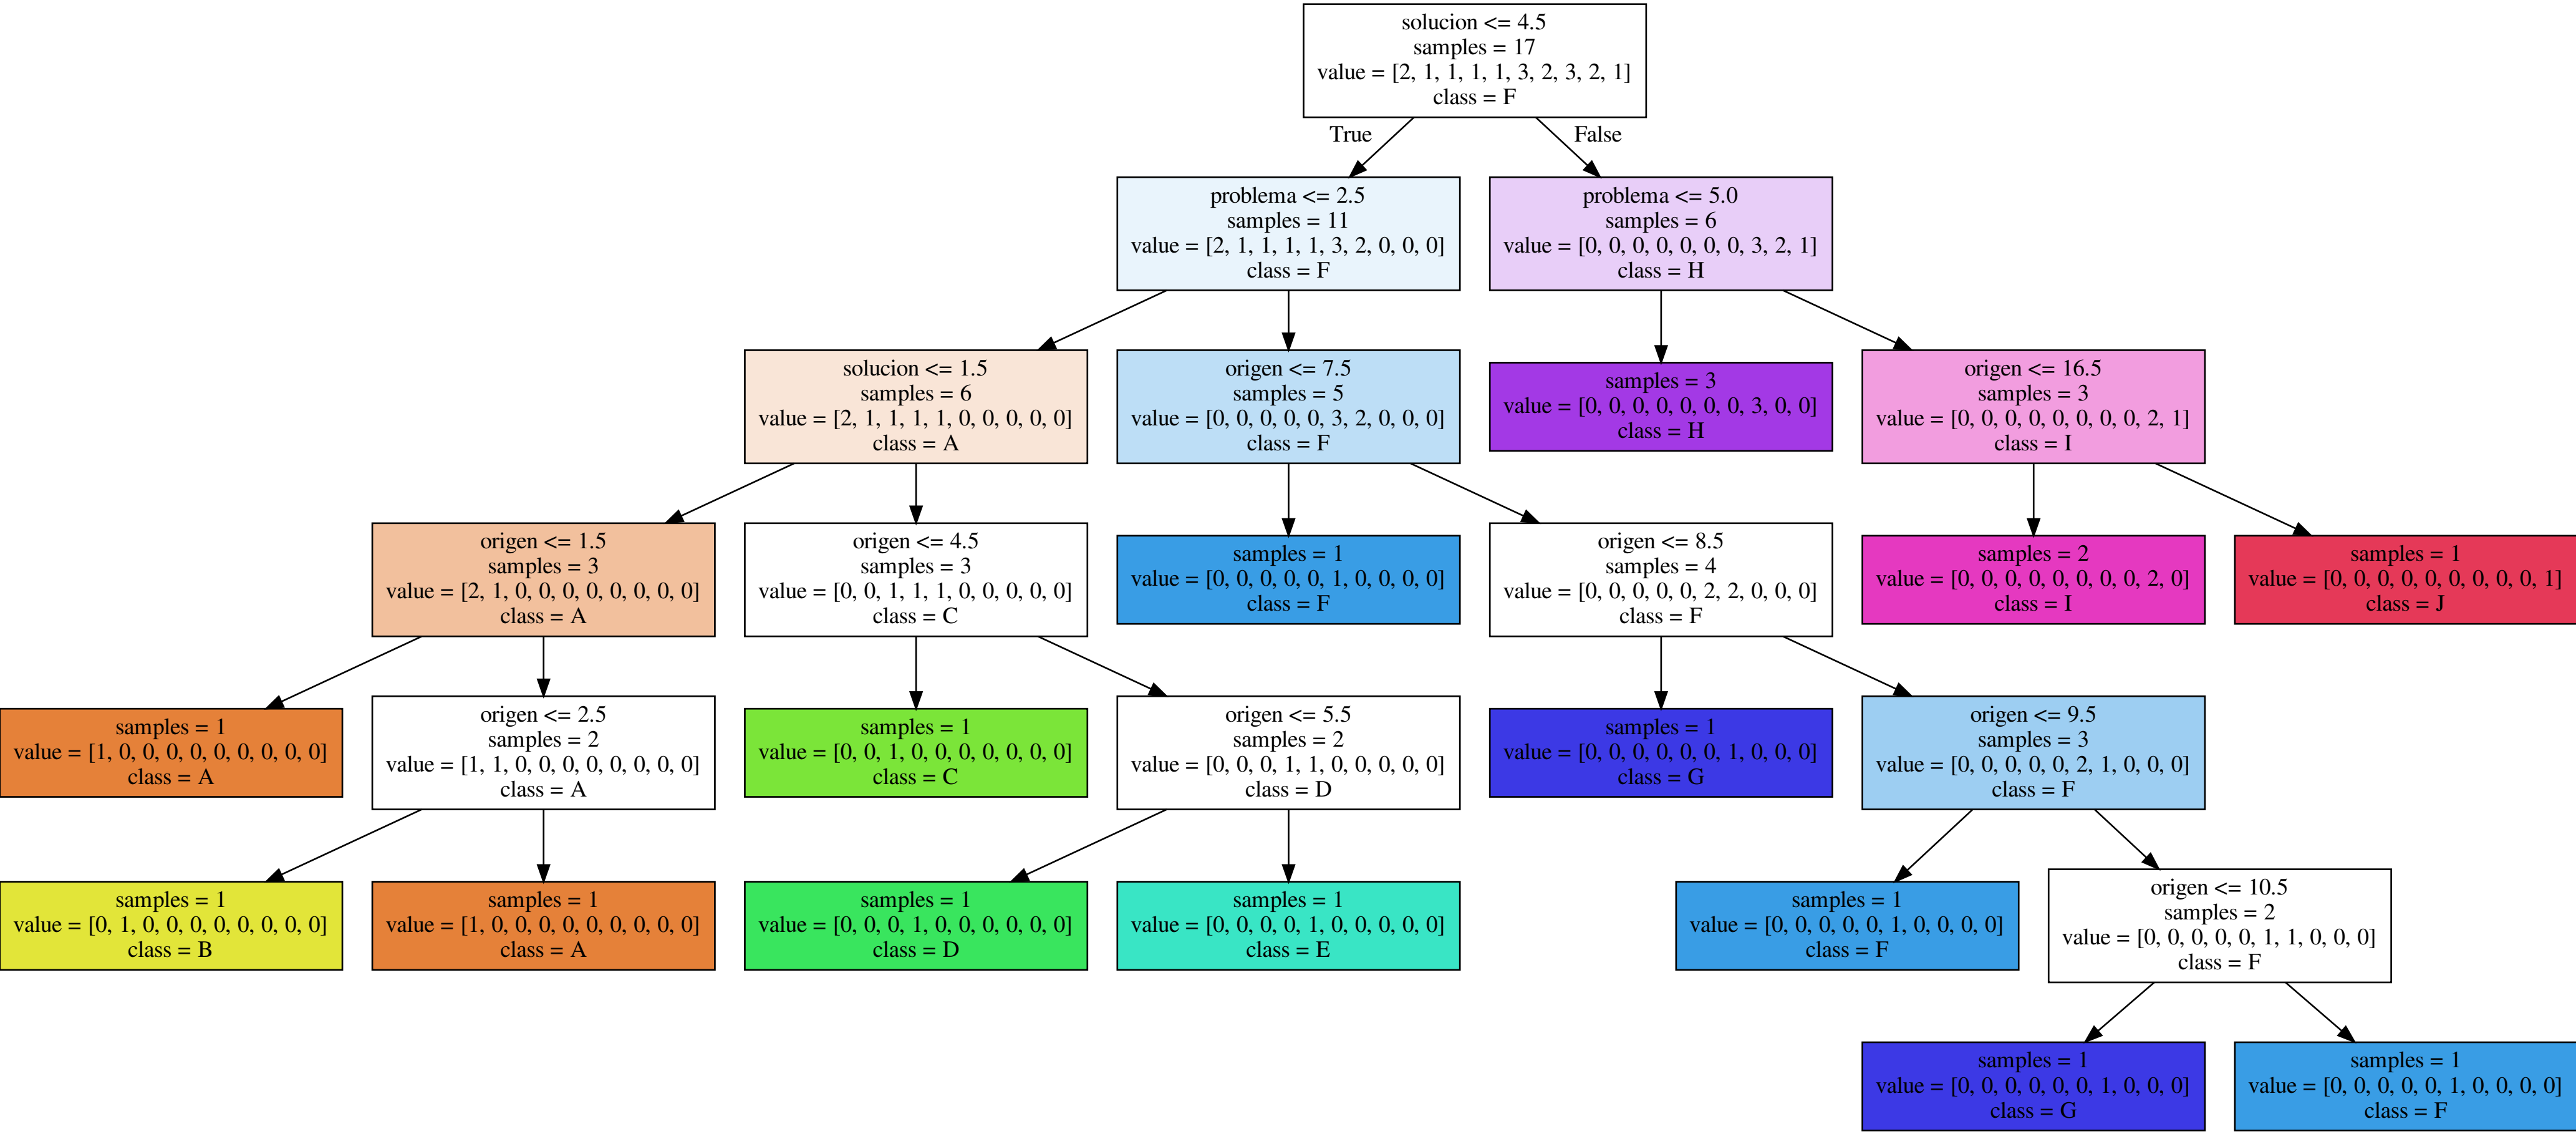 solucion <= 4.5
samples = 17
value = [2, 1, 1, 1, 1, 3, 2, 3, 2, 1]
class = F
True
False
problema <= 2.5
samples = 11
value = [2, 1, 1, 1, 1, 3, 2, 0, 0, 0]
class = F
problema <= 5.0
samples = 6
value = [0, 0, 0, 0, 0, 0, 0, 3, 2, 1]
class = H
solucion <= 1.5
samples = 6
value = [2, 1, 1, 1, 1, 0, 0, 0, 0, 0]
class = A
origen <= 7.5
samples = 5
value = [0, 0, 0, 0, 0, 3, 2, 0, 0, 0]
class = F
samples = 3
value = [0, 0, 0, 0, 0, 0, 0, 3, 0, 0]
class = H
origen <= 16.5
samples = 3
value = [0, 0, 0, 0, 0, 0, 0, 0, 2, 1]
class = I
origen <= 1.5
samples = 3
value = [2, 1, 0, 0, 0, 0, 0, 0, 0, 0]
class = A
origen <= 4.5
samples = 3
value = [0, 0, 1, 1, 1, 0, 0, 0, 0, 0]
class = C
samples = 1
value = [0, 0, 0, 0, 0, 1, 0, 0, 0, 0]
class = F
origen <= 8.5
samples = 4
value = [0, 0, 0, 0, 0, 2, 2, 0, 0, 0]
class = F
samples = 2
value = [0, 0, 0, 0, 0, 0, 0, 0, 2, 0]
class = I
samples = 1
value = [0, 0, 0, 0, 0, 0, 0, 0, 0, 1]
class = J
samples = 1
value = [1, 0, 0, 0, 0, 0, 0, 0, 0, 0]
class = A
origen <= 2.5
samples = 2
value = [1, 1, 0, 0, 0, 0, 0, 0, 0, 0]
class = A
samples = 1
value = [0, 0, 1, 0, 0, 0, 0, 0, 0, 0]
class = C
origen <= 5.5
samples = 2
value = [0, 0, 0, 1, 1, 0, 0, 0, 0, 0]
class = D
samples = 1
value = [0, 0, 0, 0, 0, 0, 1, 0, 0, 0]
class = G
origen <= 9.5
samples = 3
value = [0, 0, 0, 0, 0, 2, 1, 0, 0, 0]
class = F
samples = 1
value = [0, 1, 0, 0, 0, 0, 0, 0, 0, 0]
class = B
samples = 1
value = [1, 0, 0, 0, 0, 0, 0, 0, 0, 0]
class = A
samples = 1
value = [0, 0, 0, 1, 0, 0, 0, 0, 0, 0]
class = D
samples = 1
value = [0, 0, 0, 0, 1, 0, 0, 0, 0, 0]
class = E
samples = 1
value = [0, 0, 0, 0, 0, 1, 0, 0, 0, 0]
class = F
origen <= 10.5
samples = 2
value = [0, 0, 0, 0, 0, 1, 1, 0, 0, 0]
class = F
samples = 1
value = [0, 0, 0, 0, 0, 0, 1, 0, 0, 0]
class = G
samples = 1
value = [0, 0, 0, 0, 0, 1, 0, 0, 0, 0]
class = F